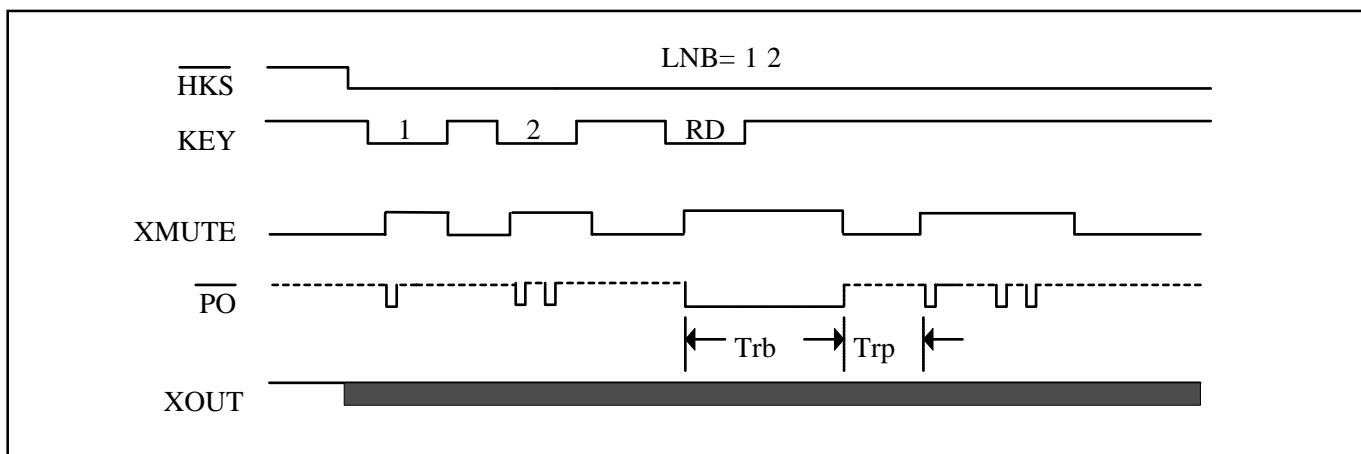 LNB= 1 2
HKS
KEY 1 2 RD
XMUTE
PO
Trb Trp
XOUT